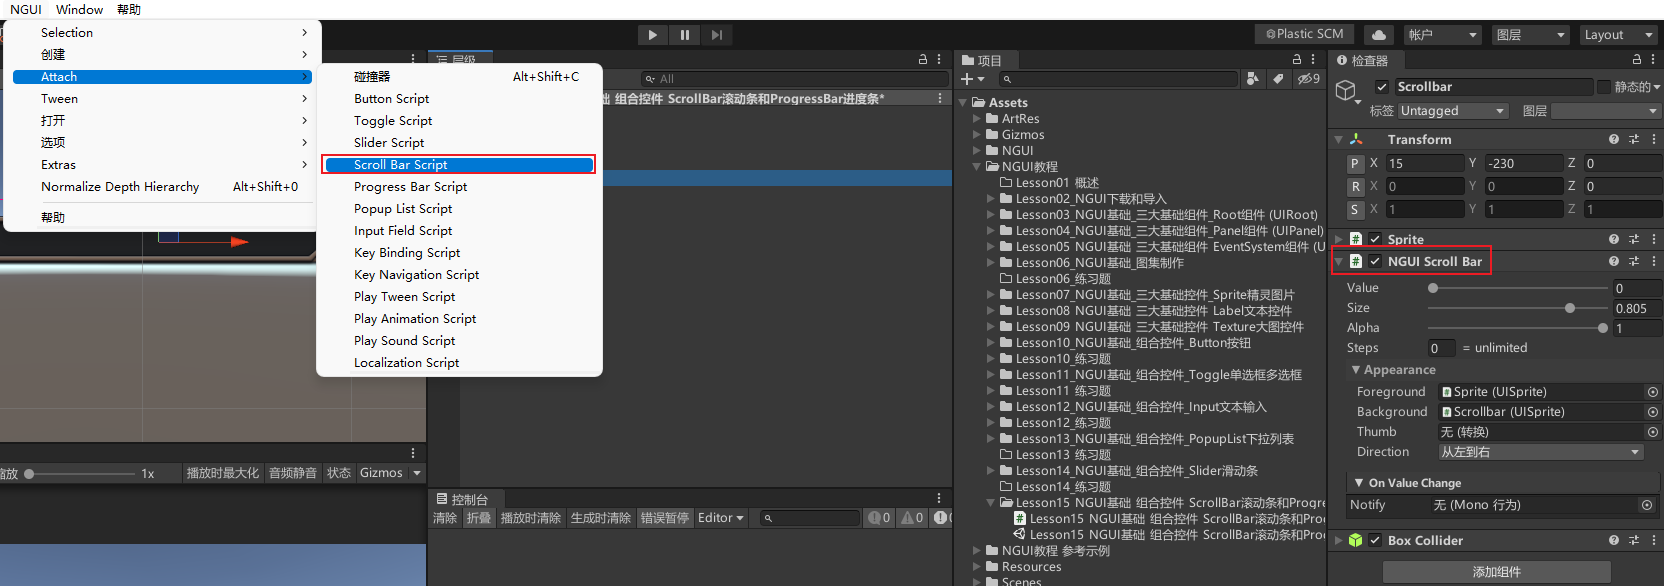 NGUI Window 帮助
Selection
创建
Attach
Tween
打开
选项
Extras
Normalize Depth Hierarchy Alt+Shift+0
帮助
碰撞器 Alt+Shift+C
Button Script
Toggle Script
Slider Script
Scroll Bar Script
Progress Bar Script
Popup List Script
Input Field Script
Key Binding Script
Key Navigation Script
Play Tween Script
Play Animation Script
Play Sound Script
Localization Script
Plastic SCM
帐户
图层
Layout
层级
All
组合控件 ScrollBar滚动条和ProgressBar进度条*
缩放 1x 播放时最大化 音频静音 状态 Gizmos
控制台
清除 折叠 播放时清除 生成时清除 错误暂停 Editor
0 0 0
项目
9
Assets
ArtRes
Gizmos
NGUI
NGUI教程
Lesson01_概述
Lesson02_NGUI下载和导入
Lesson03_NGUI基础_三大基础组件_Root组件 (UIRoot)
Lesson04_NGUI基础_三大基础组件_Panel组件 (UIPanel)
Lesson05_NGUI基础_三大基础组件_EventSystem组件 (U
Lesson06_NGUI基础_图集制作
Lesson06_练习题
Lesson07_NGUI基础_三大基础控件_Sprite精灵图片
Lesson08_NGUI基础_三大基础控件_Label文本控件
Lesson09_NGUI基础_三大基础控件_Texture大图控件
Lesson10_NGUI基础_组合控件_Button按钮
Lesson10_练习题
Lesson11_NGUI基础_组合控件_Toggle单选框多选框
Lesson11_练习题
Lesson12_NGUI基础_组合控件_Input文本输入
Lesson12_练习题
Lesson13_NGUI基础_组合控件_PopupList下拉列表
Lesson13_练习题
Lesson14_NGUI基础_组合控件_Slider滑动条
Lesson14_练习题
Lesson15_NGUI基础_组合控件_ScrollBar滚动条和Progre
Lesson15_NGUI基础_组合控件_ScrollBar滚动条和Pro
Lesson15_NGUI基础_组合控件_ScrollBar滚动条和Pro
NGUI教程_参考示例
Resources
Scenes
检查器
Scrollbar 静态的
标签 Untagged 图层
Transform
P X 15 Y -230 Z 0
R X 0 Y 0 Z 0
S X 1 Y 1 Z 1
Sprite
NGUI Scroll Bar
Value 0
Size 0.805
Alpha 1
Steps 0 = unlimited
Appearance
Foreground Sprite (UISprite)
Background Scrollbar (UISprite)
Thumb 无 (转换)
Direction 从左到右
On Value Change
Notify 无 (Mono 行为)
Box Collider
添加组件